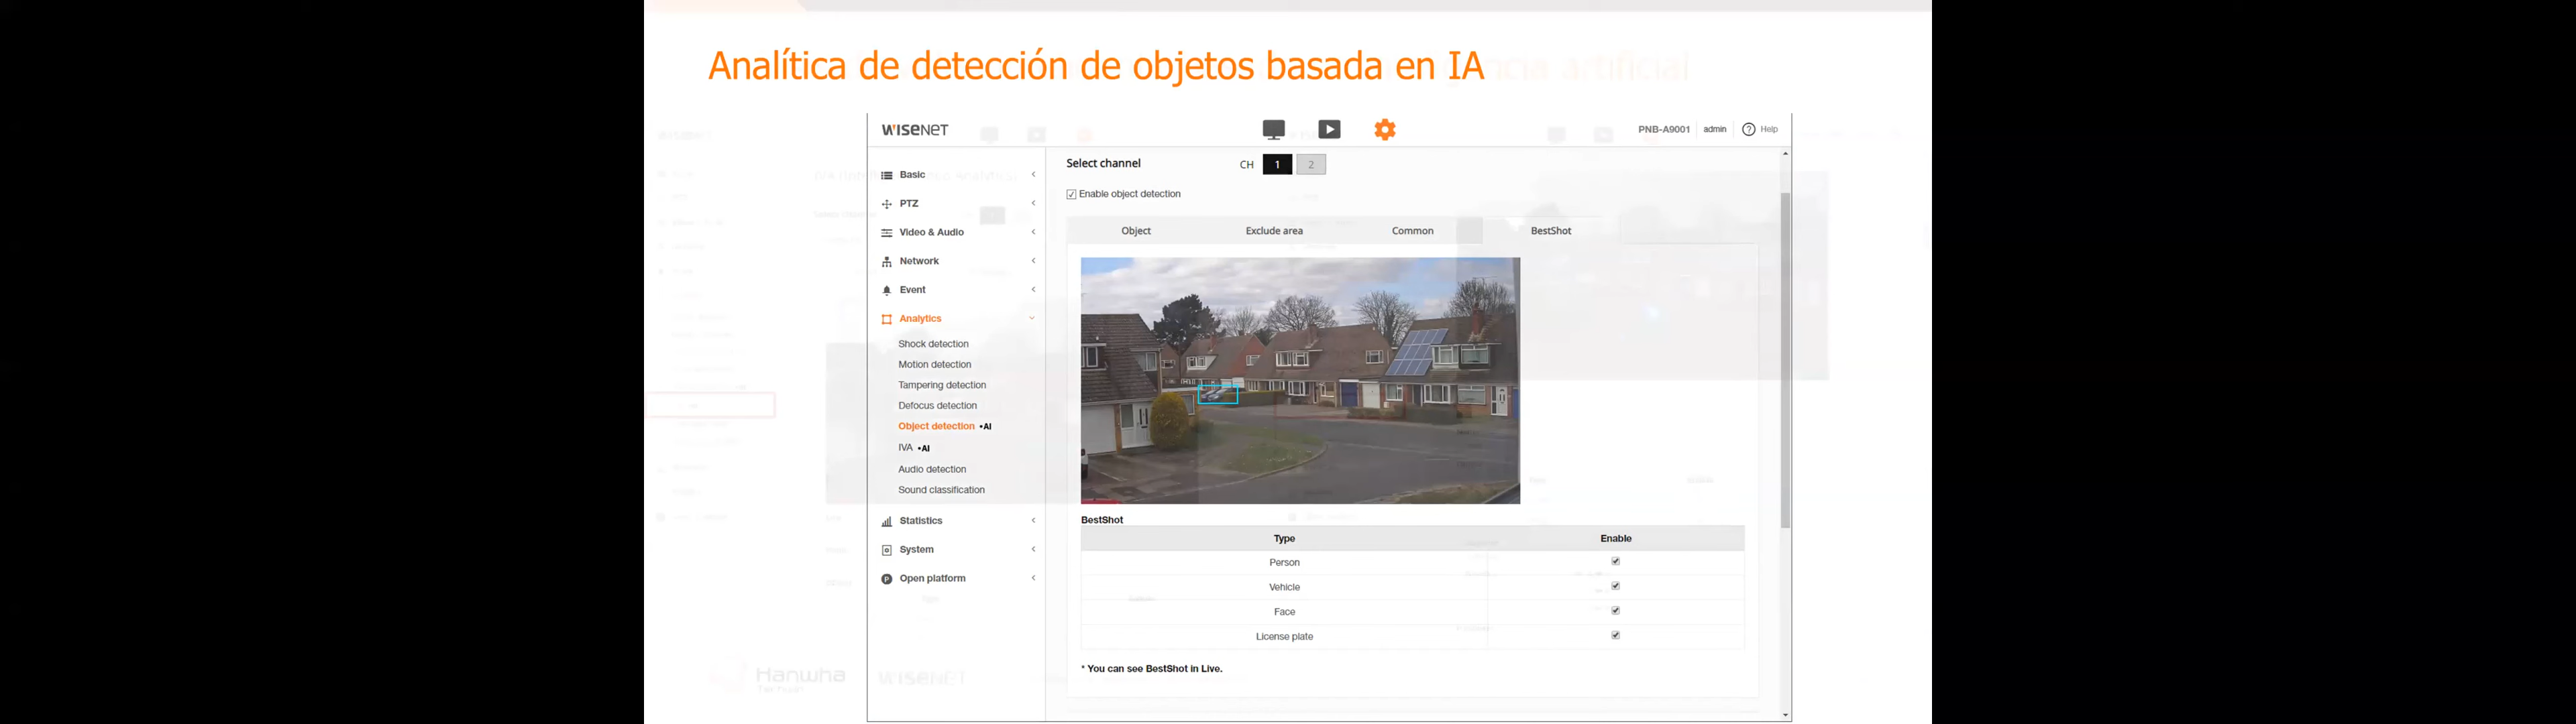 Analítica de detección de objetos basada en IA
WISENET
PNB-A9001 admin Help
Select channel CH 1 2
Enable object detection
Basic
PTZ
Video & Audio
Network
Event
Analytics
Shock detection
Motion detection
Tampering detection
Defocus detection
Object detection •AI
IVA •AI
Audio detection
Sound classification
Statistics
System
Open platform
Object Exclude area Common BestShot
BestShot
Type Enable
Person
Vehicle
Face
License plate
* You can see BestShot in Live.
Hanwha
WISENET